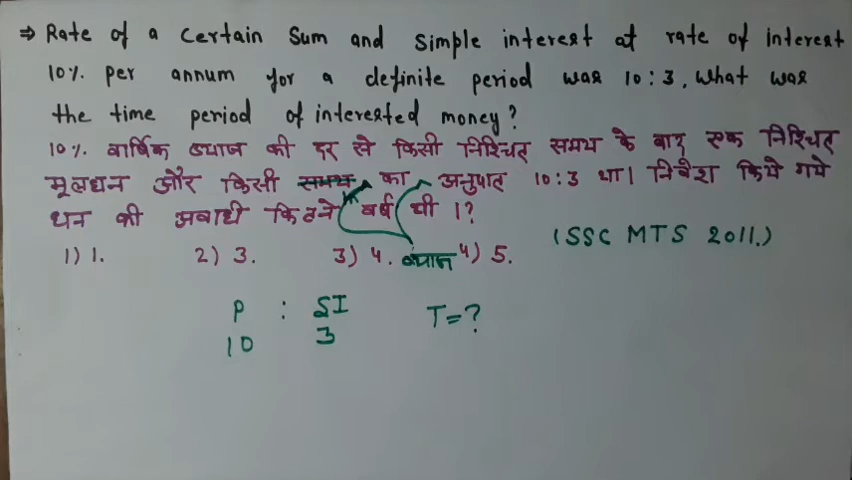 ⇒ Rate of a certain sum and simple interest at rate of interest
10% per annum for a definite period was 10:3. What was
the time period of interested money?
10% वार्षिक ब्याज की दर से किसी निश्चित समय के बाद एक निश्चित
मूलधन और किसी समय का अनुपात 10:3 था। निवेश किये गये
धन की अवाधी कितने वर्ष थी ।?
(SSC MTS 2011.)
1) 1. 2) 3. 3) 4. ब्याज 4) 5.
P : SI T=?
10 3